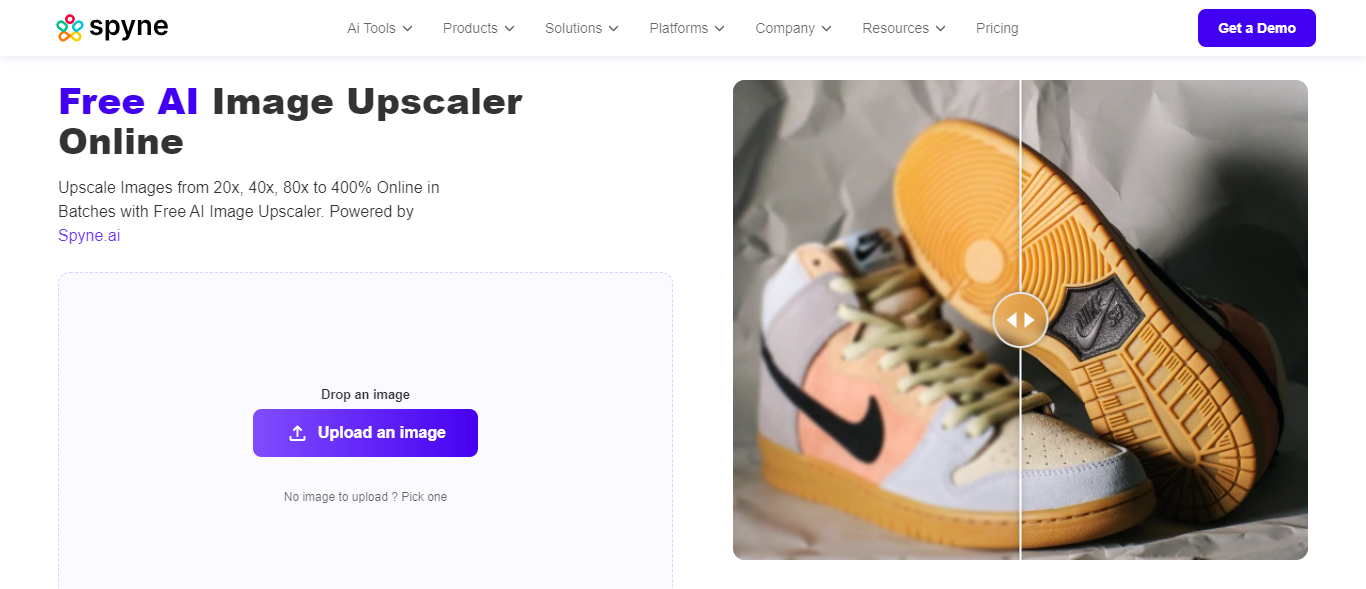 spyne
Ai Tools
Products
Solutions
Platforms
Company
Resources
Pricing
Get a Demo
Free AI Image Upscaler
Online
Upscale Images from 20x, 40x, 80x to 400% Online in
Batches with Free AI Image Upscaler. Powered by
Spyne.ai
Drop an image
Upload an image
No image to upload ? Pick one
NIKE